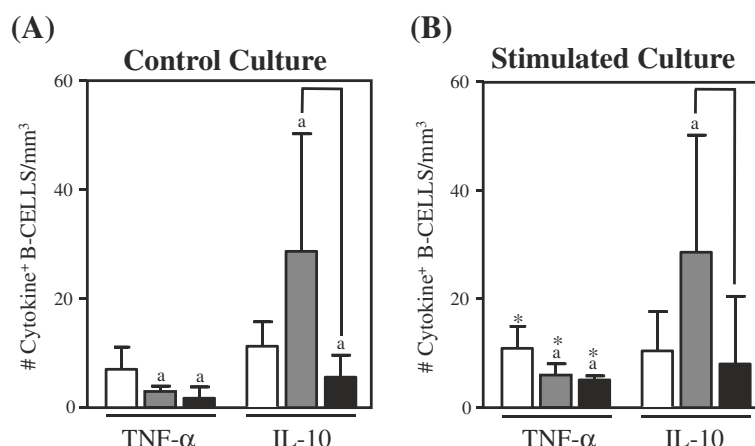 (A)
Control Culture
# Cytokine⁺ B-CELLS/mm³
60
40
20
0
a
a
a
a
TNF-α
IL-10
(B)
Stimulated Culture
# Cytokine⁺ B-CELLS/mm³
60
40
20
0
*
*
a
*
a
a
TNF-α
IL-10